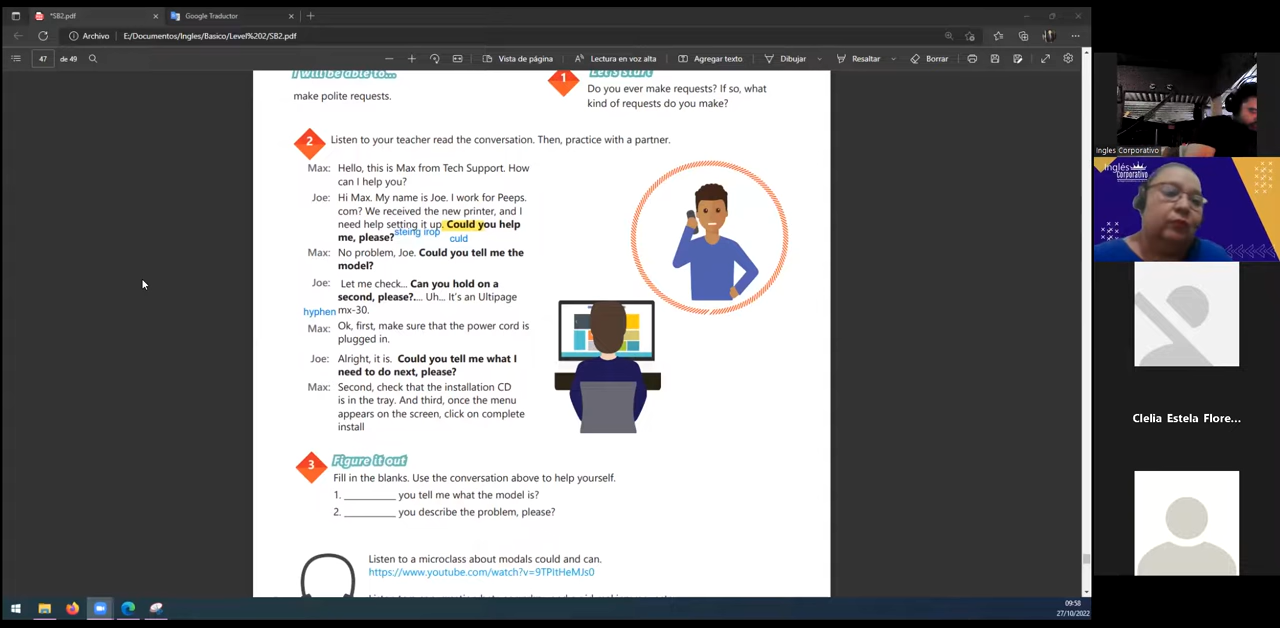 *SB2.pdf
Google Traductor
Archivo E:/Documentos/Ingles/Basico/Level%202/SB2.pdf
47 de 49
Vista de página
Lectura en voz alta
Agregar texto
Dibujar
Resaltar
Borrar
I will be able to...
make polite requests.
1 Let's start
Do you ever make requests? If so, what
kind of requests do you make?
2 Listen to your teacher read the conversation. Then, practice with a partner.
Max: Hello, this is Max from Tech Support. How
can I help you?
Joe: Hi Max. My name is Joe. I work for Peeps.
com? We received the new printer, and I
need help setting it up. Could you help
me, please?
steing irop
culd
Max: No problem, Joe. Could you tell me the
model?
Joe: Let me check... Can you hold on a
second, please?.... Uh... It's an Ultipage
hyphen mx-30.
Max: Ok, first, make sure that the power cord is
plugged in.
Joe: Alright, it is. Could you tell me what I
need to do next, please?
Max: Second, check that the installation CD
is in the tray. And third, once the menu
appears on the screen, click on complete
install
3 Figure it out
Fill in the blanks. Use the conversation above to help yourself.
1. __________ you tell me what the model is?
2. __________ you describe the problem, please?
Listen to a microclass about modals could and can.
https://www.youtube.com/watch?v=9TPItHeMJs0
Ingles Corporativo
Inglés
Corporativo
Clelia Estela Flore...
09:58
27/10/2022